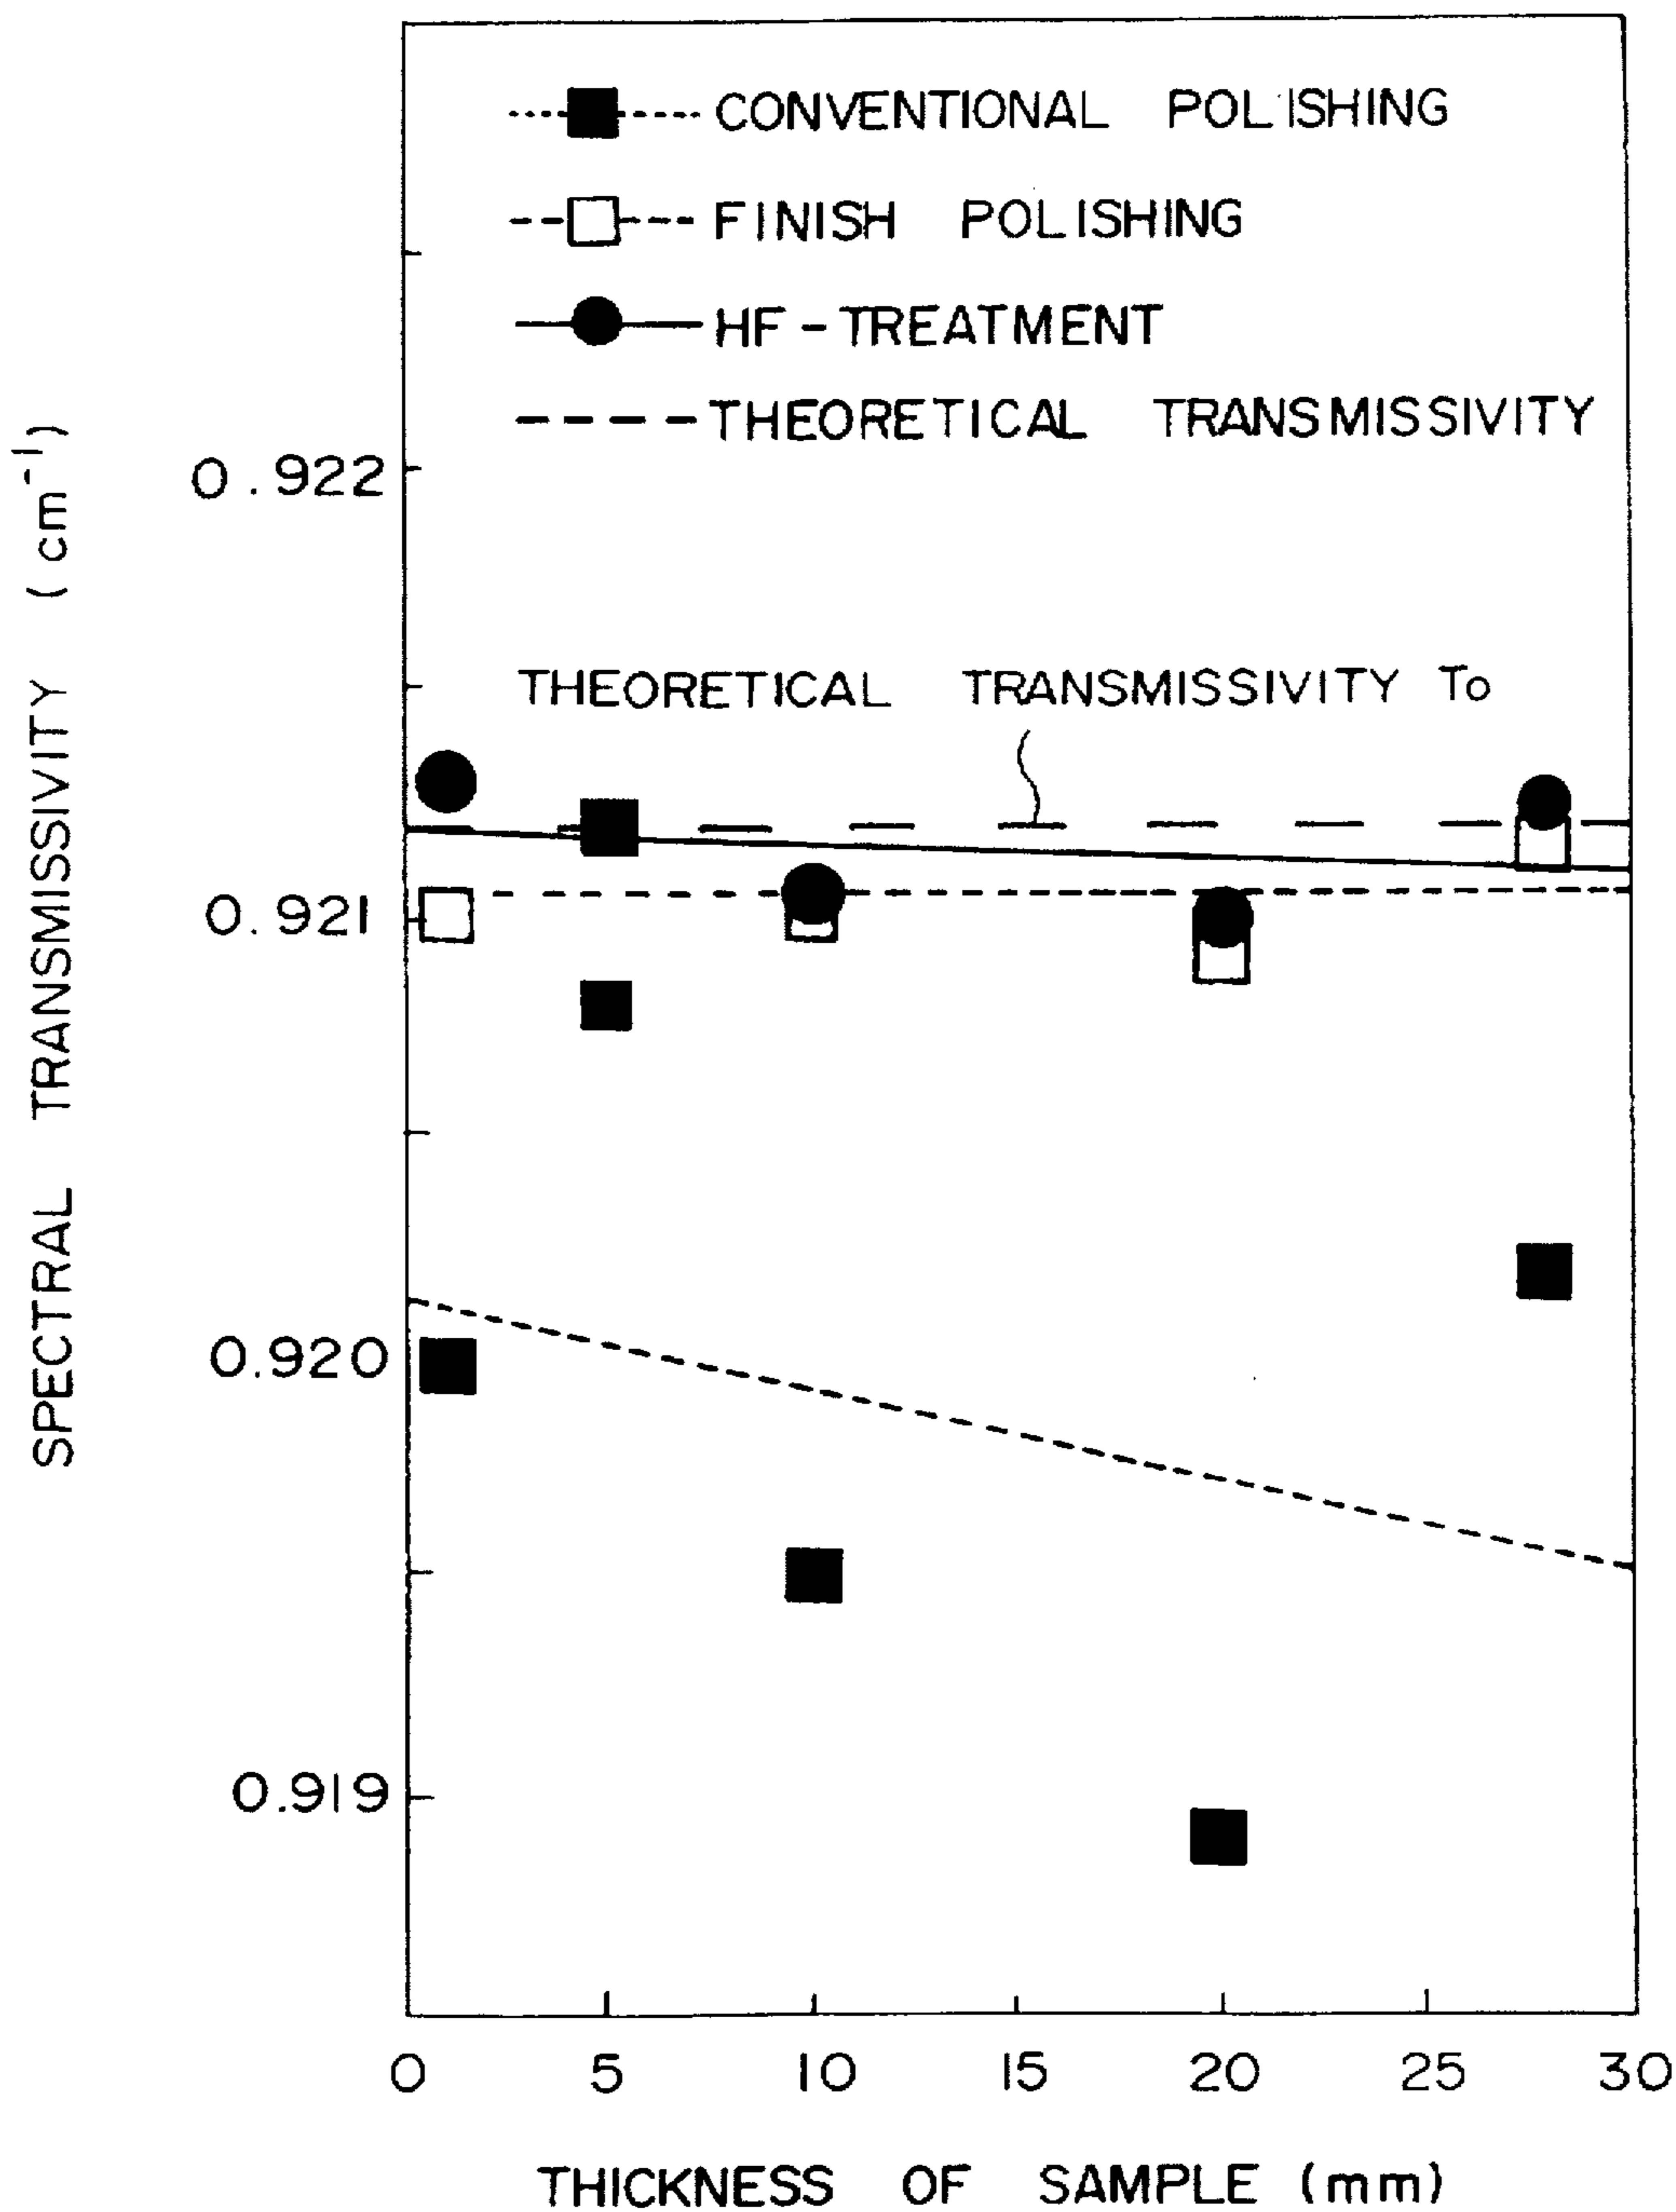 CONVENTIONAL POLISHING
FINISH POLISHING
HF-TREATMENT
THEORETICAL TRANSMISSIVITY
SPECTRAL TRANSMISSIVITY (cm⁻¹)
0.922
THEORETICAL TRANSMISSIVITY To
0.921
0.920
0.919
0 5 10 15 20 25 30
THICKNESS OF SAMPLE (mm)